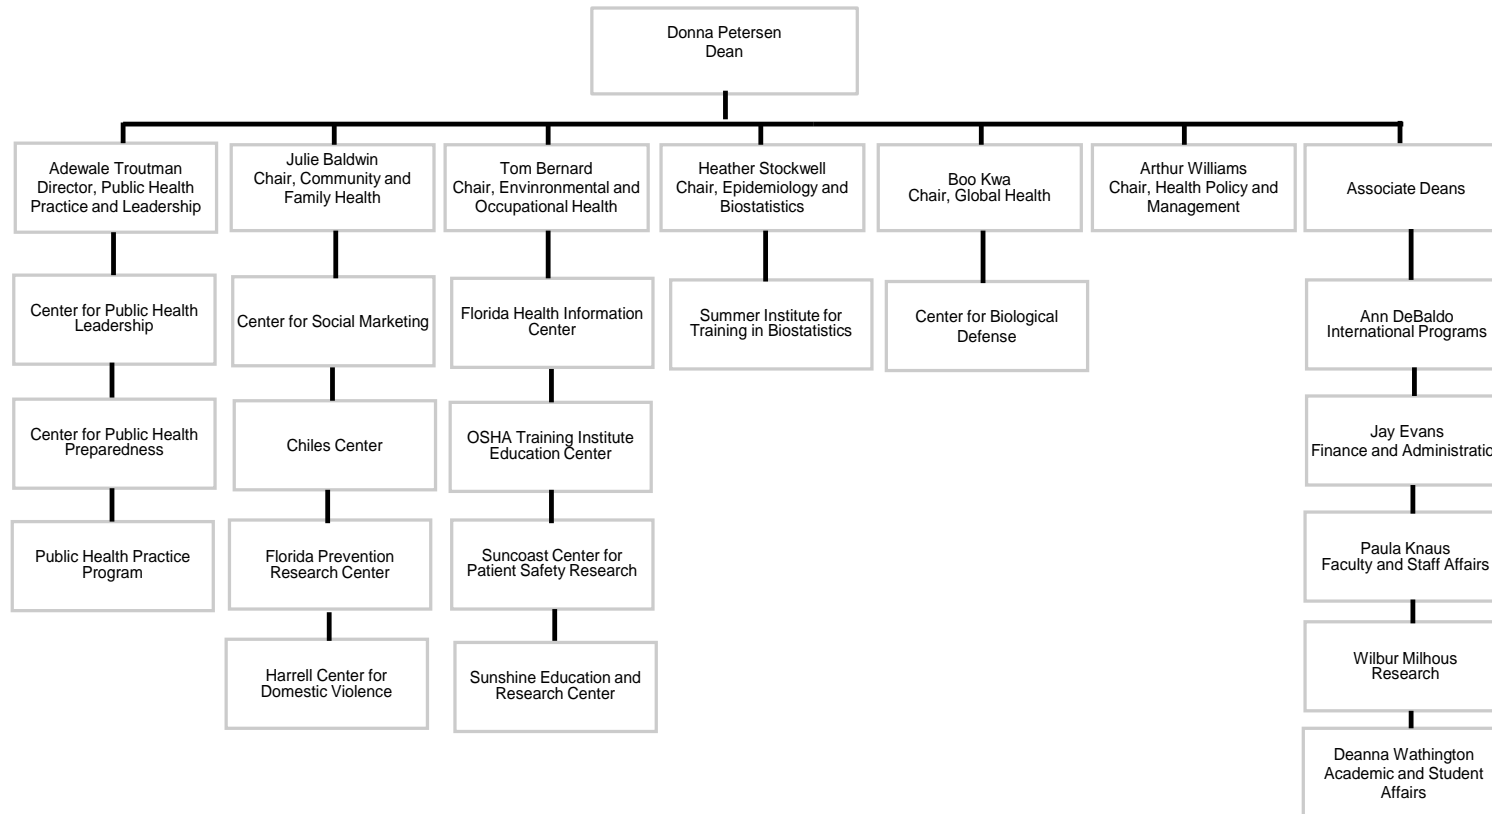 Donna Petersen
Dean
Adewale Troutman
Director, Public Health
Practice and Leadership
Julie Baldwin
Chair, Community and
Family Health
Tom Bernard
Chair, Envinronmental and
Occupational Health
Heather Stockwell
Chair, Epidemiology and
Biostatistics
Boo Kwa
Chair, Global Health
Arthur Williams
Chair, Health Policy and
Management
Associate Deans
Center for Public Health
Leadership
Center for Social Marketing
Florida Health Information
Center
Summer Institute for
Training in Biostatistics
Center for Biological
Defense
Ann DeBaldo
International Programs
Center for Public Health
Preparedness
Chiles Center
OSHA Training Institute
Education Center
Jay Evans
Finance and Administratio
Public Health Practice
Program
Florida Prevention
Research Center
Suncoast Center for
Patient Safety Research
Paula Knaus
Faculty and Staff Affairs
Harrell Center for
Domestic Violence
Sunshine Education and
Research Center
Wilbur Milhous
Research
Deanna Wathington
Academic and Student
Affairs